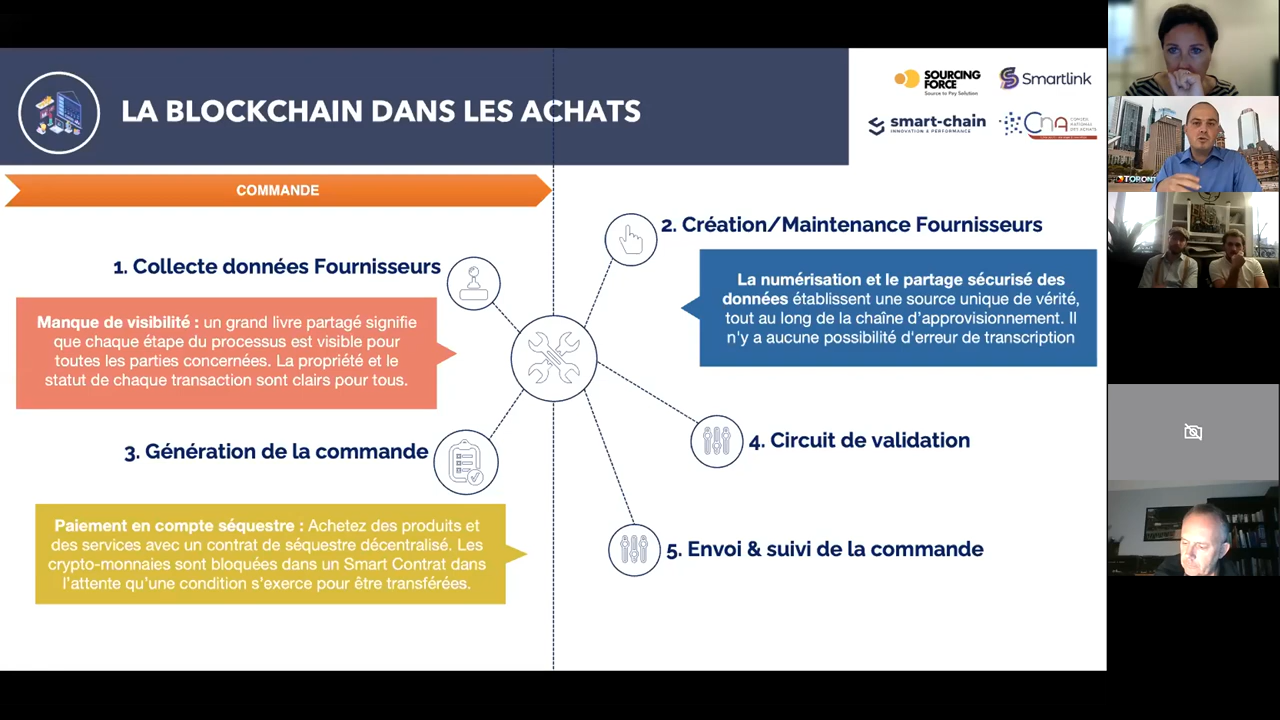 LA BLOCKCHAIN DANS LES ACHATS
SOURCING
FORCE
Source to Pay Solution
Smartlink
smart-chain
INNOVATION & PERFORMANCE
CNA
CONSEIL
NATIONAL
DES ACHATS
COMMANDE
1. Collecte données Fournisseurs
Manque de visibilité : un grand livre partagé signifie
que chaque étape du processus est visible pour
toutes les parties concernées. La propriété et le
statut de chaque transaction sont clairs pour tous.
2. Création/Maintenance Fournisseurs
La numérisation et le partage sécurisé des
données établissent une source unique de vérité,
tout au long de la chaîne d'approvisionnement. Il
n'y a aucune possibilité d'erreur de transcription
3. Génération de la commande
Paiement en compte séquestre : Achetez des produits et
des services avec un contrat de séquestre décentralisé. Les
crypto-monnaies sont bloquées dans un Smart Contrat dans
l'attente qu'une condition s'exerce pour être transférées.
4. Circuit de validation
5. Envoi & suivi de la commande
TORONTO